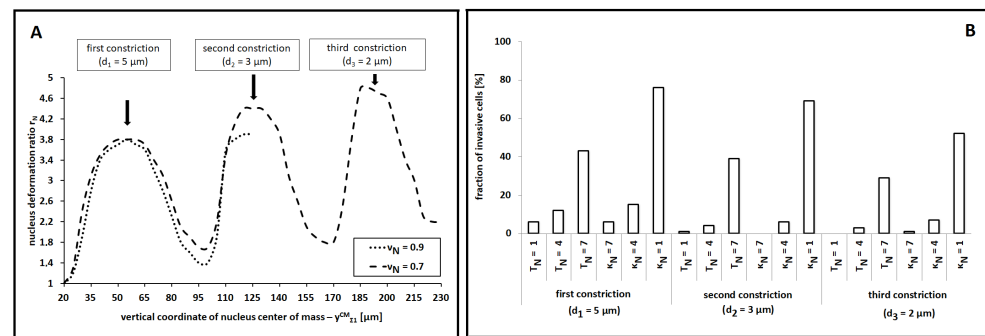 A
first constriction
(d1 = 5 μm)
second constriction
(d2 = 3 μm)
third constriction
(d3 = 2 μm)
nucleus deformation ratio rN
5
4.6
4.2
3.8
3.4
3
2.6
2.2
1.8
1.4
1
20 35 50 65 80 95 110 125 140 155 170 185 200 215 230
vertical coordinate of nucleus center of mass – yCMΣ1 [μm]
νN = 0.9
νN = 0.7
B
fraction of invasive cells [%]
100
80
60
40
20
0
TN = 1
TN = 4
TN = 7
κN = 7
κN = 4
κN = 1
TN = 1
TN = 4
TN = 7
κN = 7
κN = 4
κN = 1
TN = 1
TN = 4
TN = 7
κN = 7
κN = 4
κN = 1
first constriction
(d1 = 5 μm)
second constriction
(d2 = 3 μm)
third constriction
(d3 = 2 μm)